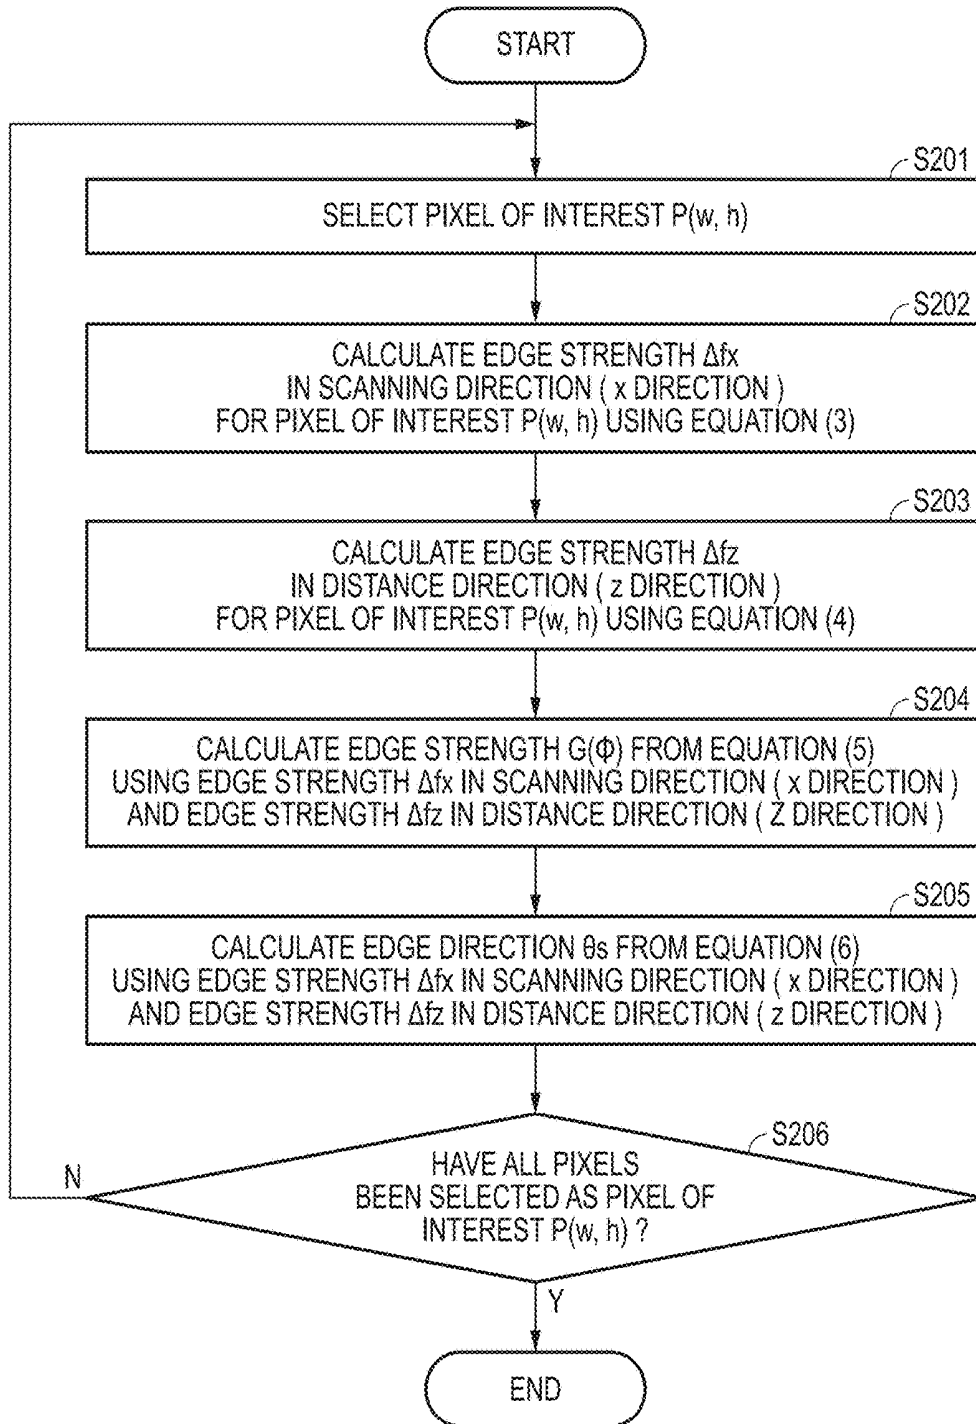 START
S201
SELECT PIXEL OF INTEREST P(w, h)
S202
CALCULATE EDGE STRENGTH Δfx
IN SCANNING DIRECTION ( x DIRECTION )
FOR PIXEL OF INTEREST P(w, h) USING EQUATION (3)
S203
CALCULATE EDGE STRENGTH Δfz
IN DISTANCE DIRECTION ( z DIRECTION )
FOR PIXEL OF INTEREST P(w, h) USING EQUATION (4)
S204
CALCULATE EDGE STRENGTH G(Φ) FROM EQUATION (5)
USING EDGE STRENGTH Δfx IN SCANNING DIRECTION ( x DIRECTION )
AND EDGE STRENGTH Δfz IN DISTANCE DIRECTION ( Z DIRECTION )
S205
CALCULATE EDGE DIRECTION θs FROM EQUATION (6)
USING EDGE STRENGTH Δfx IN SCANNING DIRECTION ( x DIRECTION )
AND EDGE STRENGTH Δfz IN DISTANCE DIRECTION ( z DIRECTION )
S206
N
HAVE ALL PIXELS
BEEN SELECTED AS PIXEL OF
INTEREST P(w, h) ?
Y
END